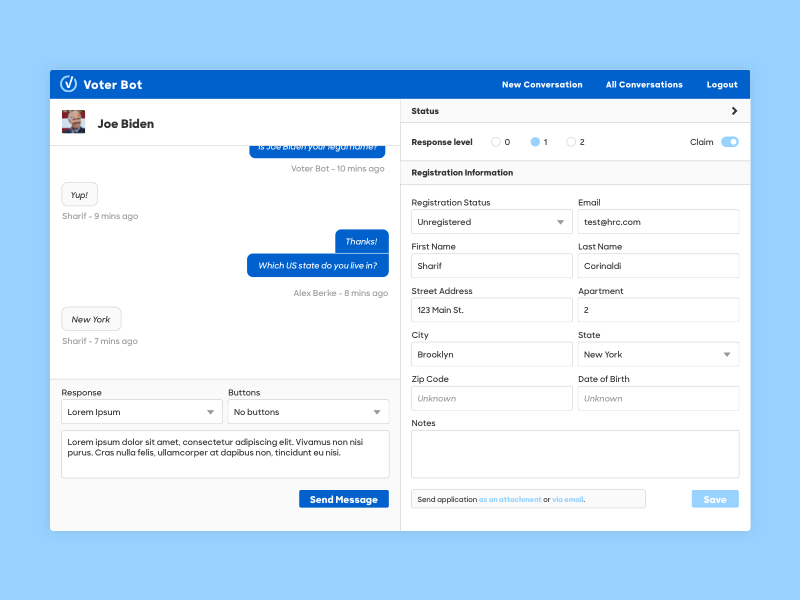 Voter Bot
New Conversation
All Conversations
Logout
Joe Biden
Is Joe Biden your legal name?
Voter Bot - 10 mins ago
Yup!
Sharif - 9 mins ago
Thanks!
Which US state do you live in?
Alex Berke - 8 mins ago
New York
Sharif - 7 mins ago
Response
Buttons
Lorem Ipsum
No buttons
Lorem ipsum dolor sit amet, consectetur adipiscing elit. Vivamus non nisi
purus. Cras nulla felis, ullamcorper at dapibus non, tincidunt eu nisi.
Send Message
Status
Response level
0
1
2
Claim
Registration Information
Registration Status
Email
Unregistered
test@hrc.com
First Name
Last Name
Sharif
Corinaldi
Street Address
Apartment
123 Main St.
2
City
State
Brooklyn
New York
Zip Code
Date of Birth
Unknown
Unknown
Notes
Send application as an attachment or via email.
Save